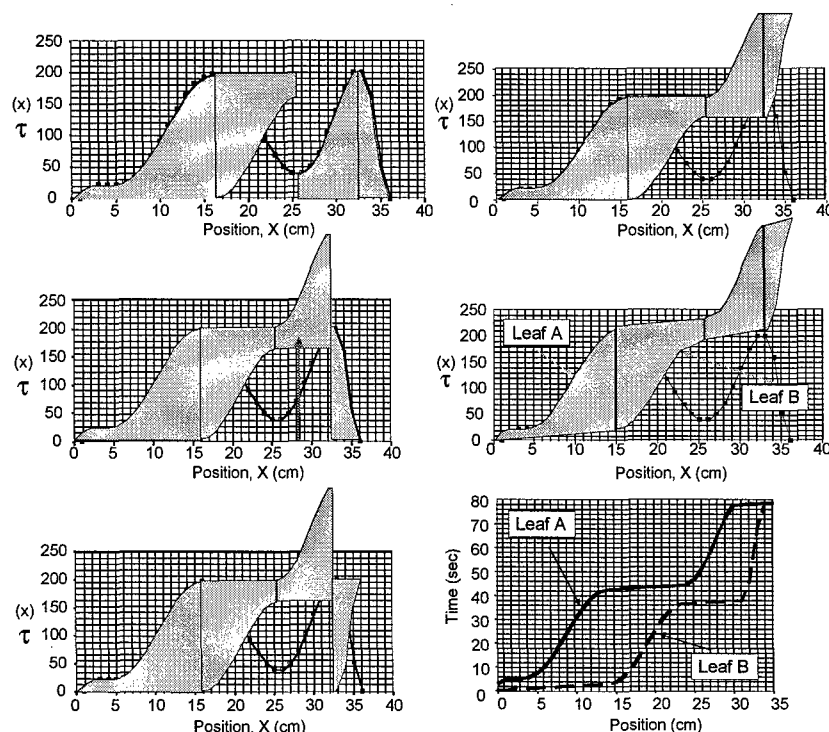 250
200
(x)
150
τ
100
50
0
0 5 10 15 20 25 30 35 40
Position, X (cm)
250
200
(x)
150
τ
100
50
0
0 5 10 15 20 25 30 35 40
Position, X (cm)
250
200
(x)
150
τ
100
50
0
0 5 10 15 20 25 30 35 40
Position, X (cm)
250
200
(x)
150
τ
100
50
0
Leaf A
Leaf B
0 5 10 15 20 25 30 35 40
Position, X (cm)
250
200
(x)
150
τ
100
50
0
0 5 10 15 20 25 30 35 40
Position, X (cm)
80
70
60
50
40
30
20
10
0
Time (sec)
Leaf A
Leaf B
0 5 10 15 20 25 30 35
Position (cm)